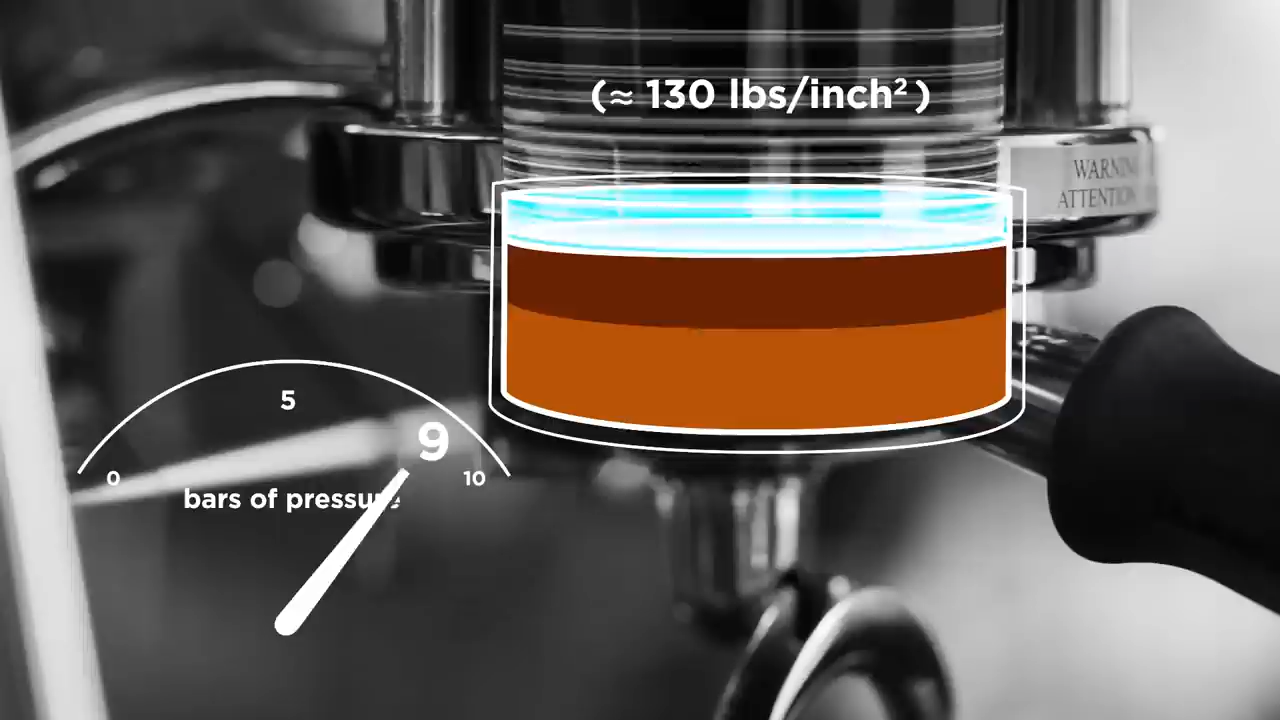 (≈ 130 lbs/inch²)
WARNING
ATTENTION
5
9
0
10
bars of pressure